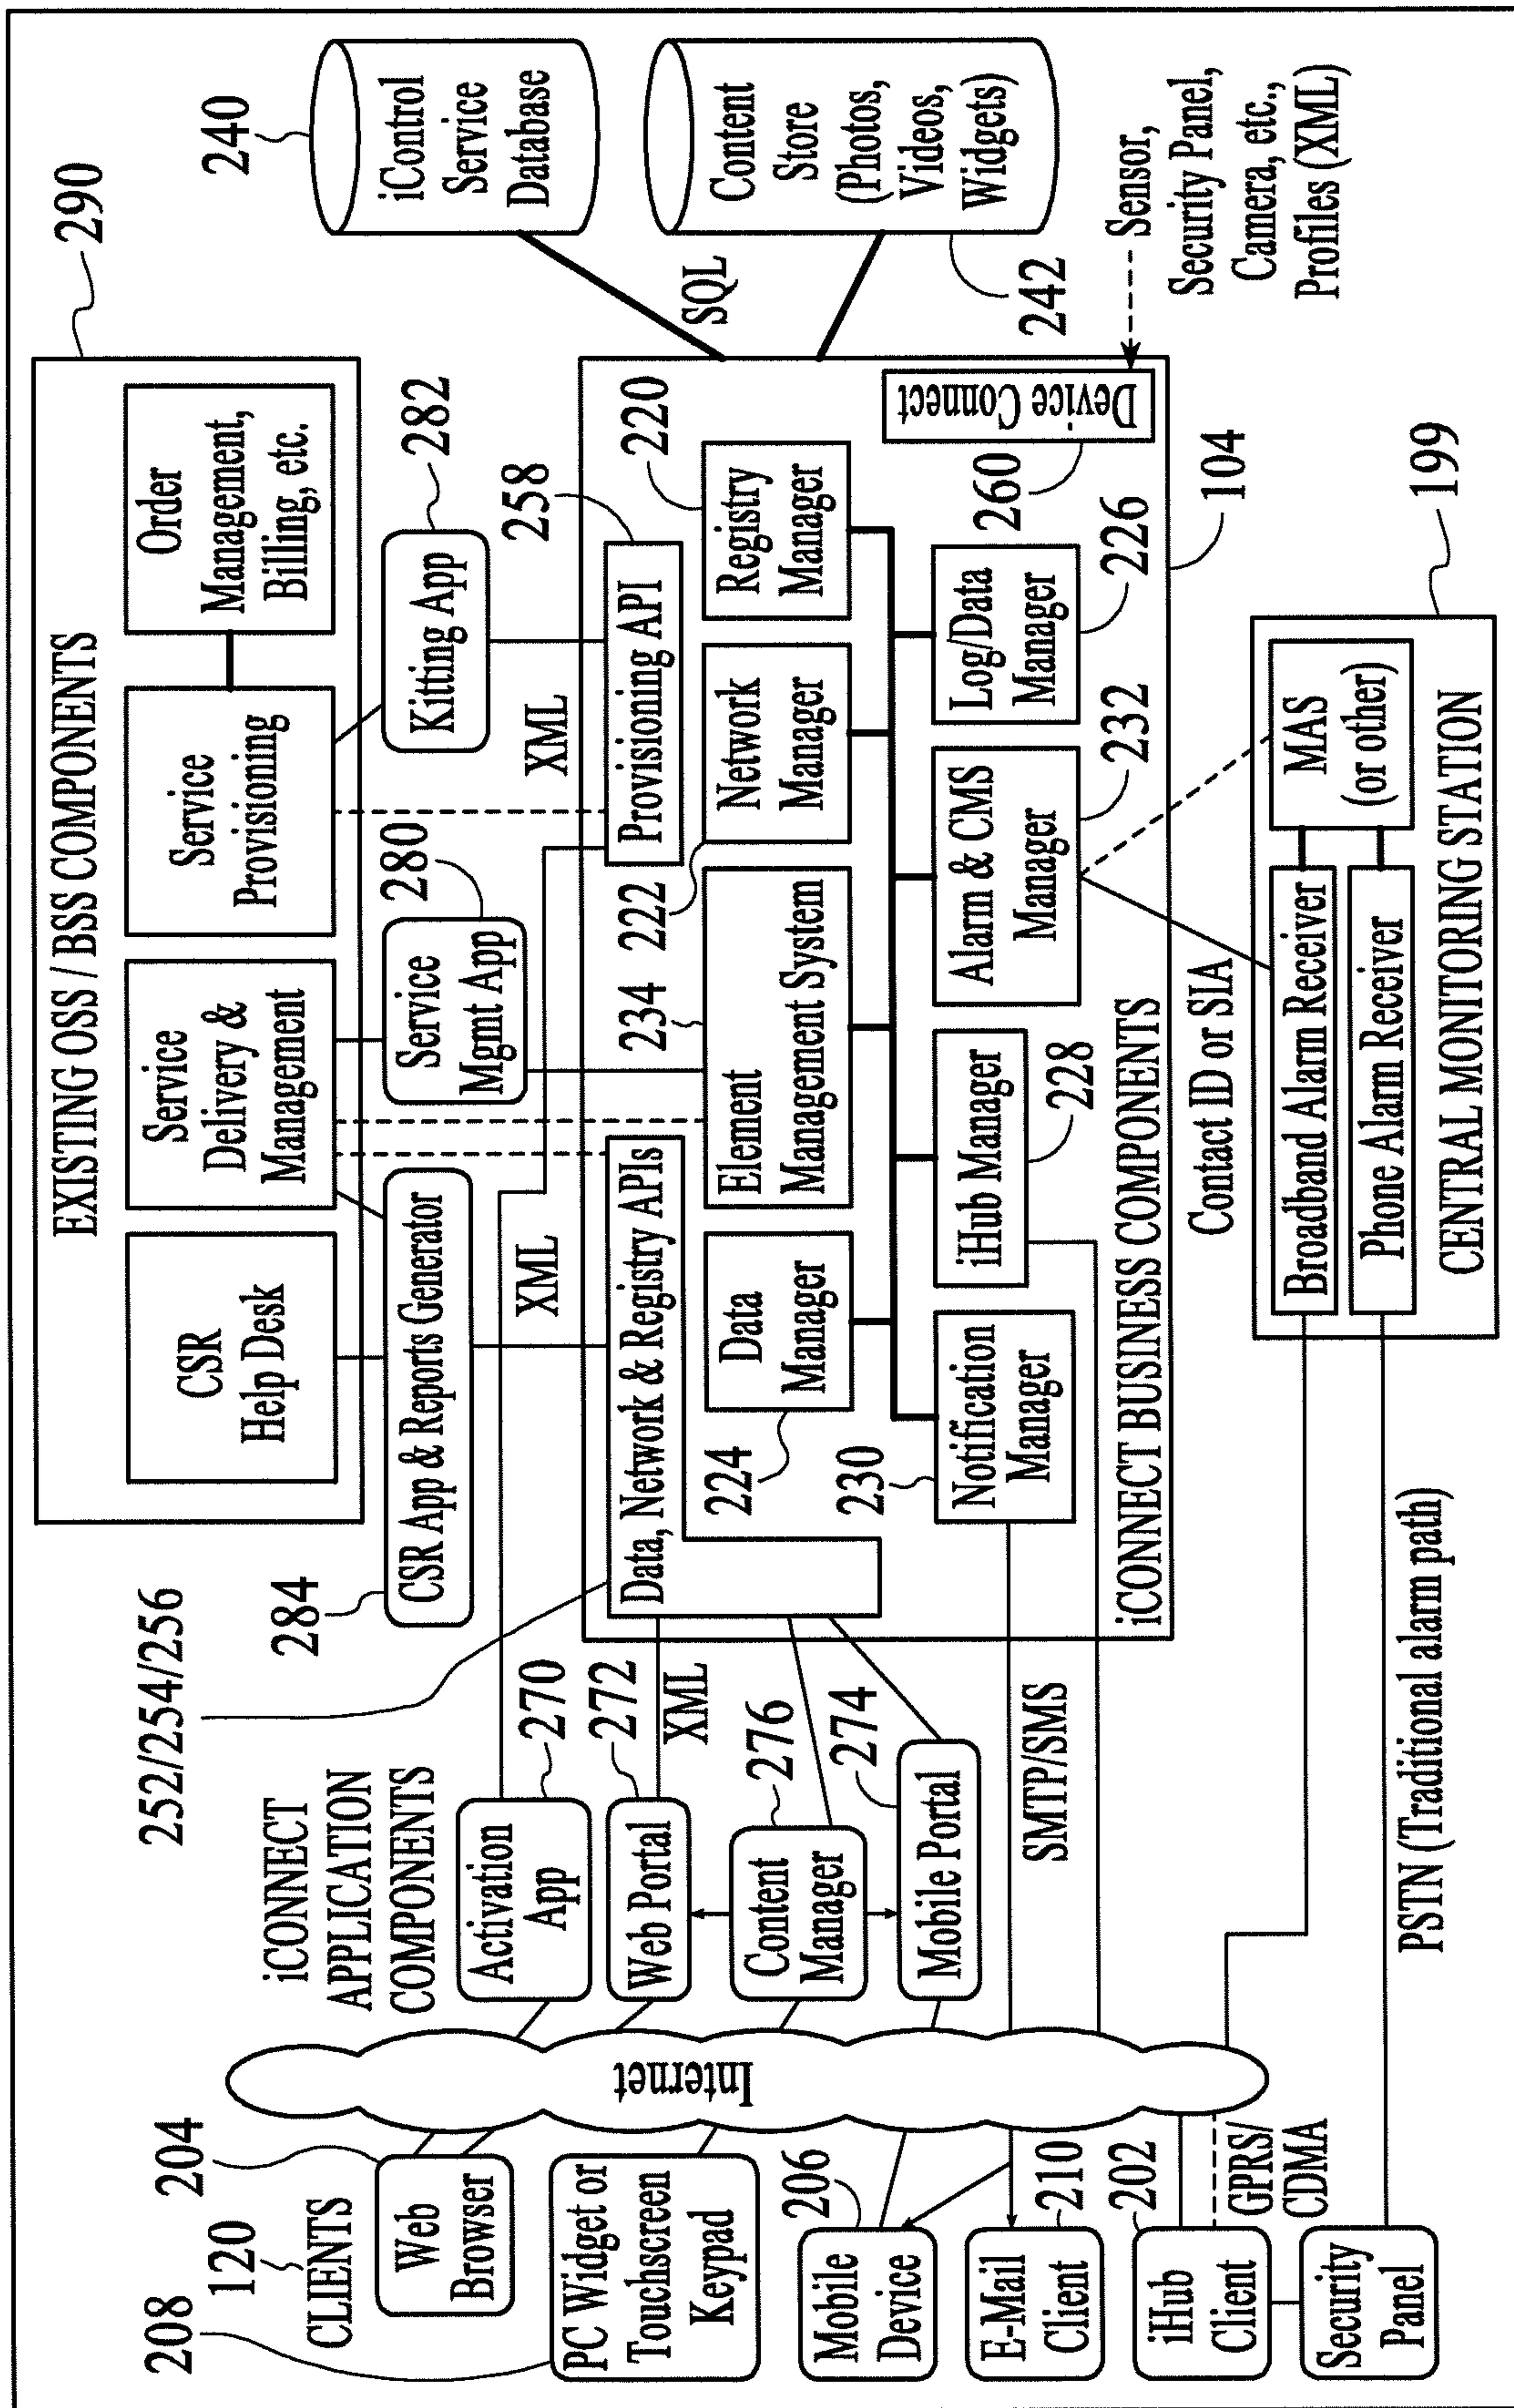 EXISTING OSS / BSS COMPONENTS
290
CSR
Help Desk
Service
Delivery &
Management
Service
Provisioning
Order
Management,
Billing, etc.
240
iControl
Service
Database
Content
Store
(Photos,
Videos,
Widgets)
242
SQL
252/254/256
284
CSR App & Reports Generator
Service
Mgmt App
280
Kitting App
282
XML
XML
258
iCONNECT
APPLICATION
COMPONENTS
Activation
App
270
Web Portal
272
XML
Content
Manager
276
Mobile Portal
274
SMTP/SMS
Data, Network & Registry APIs
Provisioning API
234
222
220
224
Data
Manager
Element
Management System
Network
Manager
Registry
Manager
230
Notification
Manager
iHub Manager
228
Alarm & CMS
Manager
232
Log/Data
Manager
226
Device Connect
260
iCONNECT BUSINESS COMPONENTS
104
Sensor,
Security Panel,
Camera, etc.,
Profiles (XML)
Contact ID or SIA
199
Broadband Alarm Receiver
Phone Alarm Receiver
MAS
(or other)
CENTRAL MONITORING STATION
PSTN (Traditional alarm path)
Internet
208
120
204
CLIENTS
Web
Browser
PC Widget or
Touchscreen
Keypad
Mobile
Device
206
E-Mail
Client
210
iHub
Client
202
GPRS/
CDMA
Security
Panel